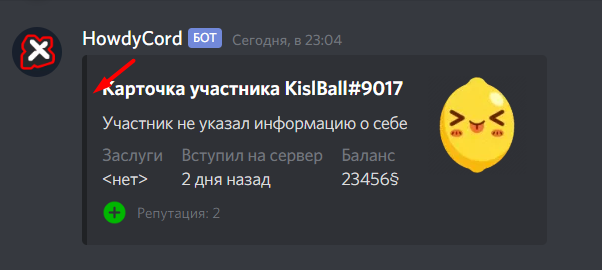 HowdyCord БОТ Сегодня, в 23:04
Карточка участника KislBall#9017
Участник не указал информацию о себе
Заслуги Вступил на сервер Баланс
<нет> 2 дня назад 23456§
Репутация: 2